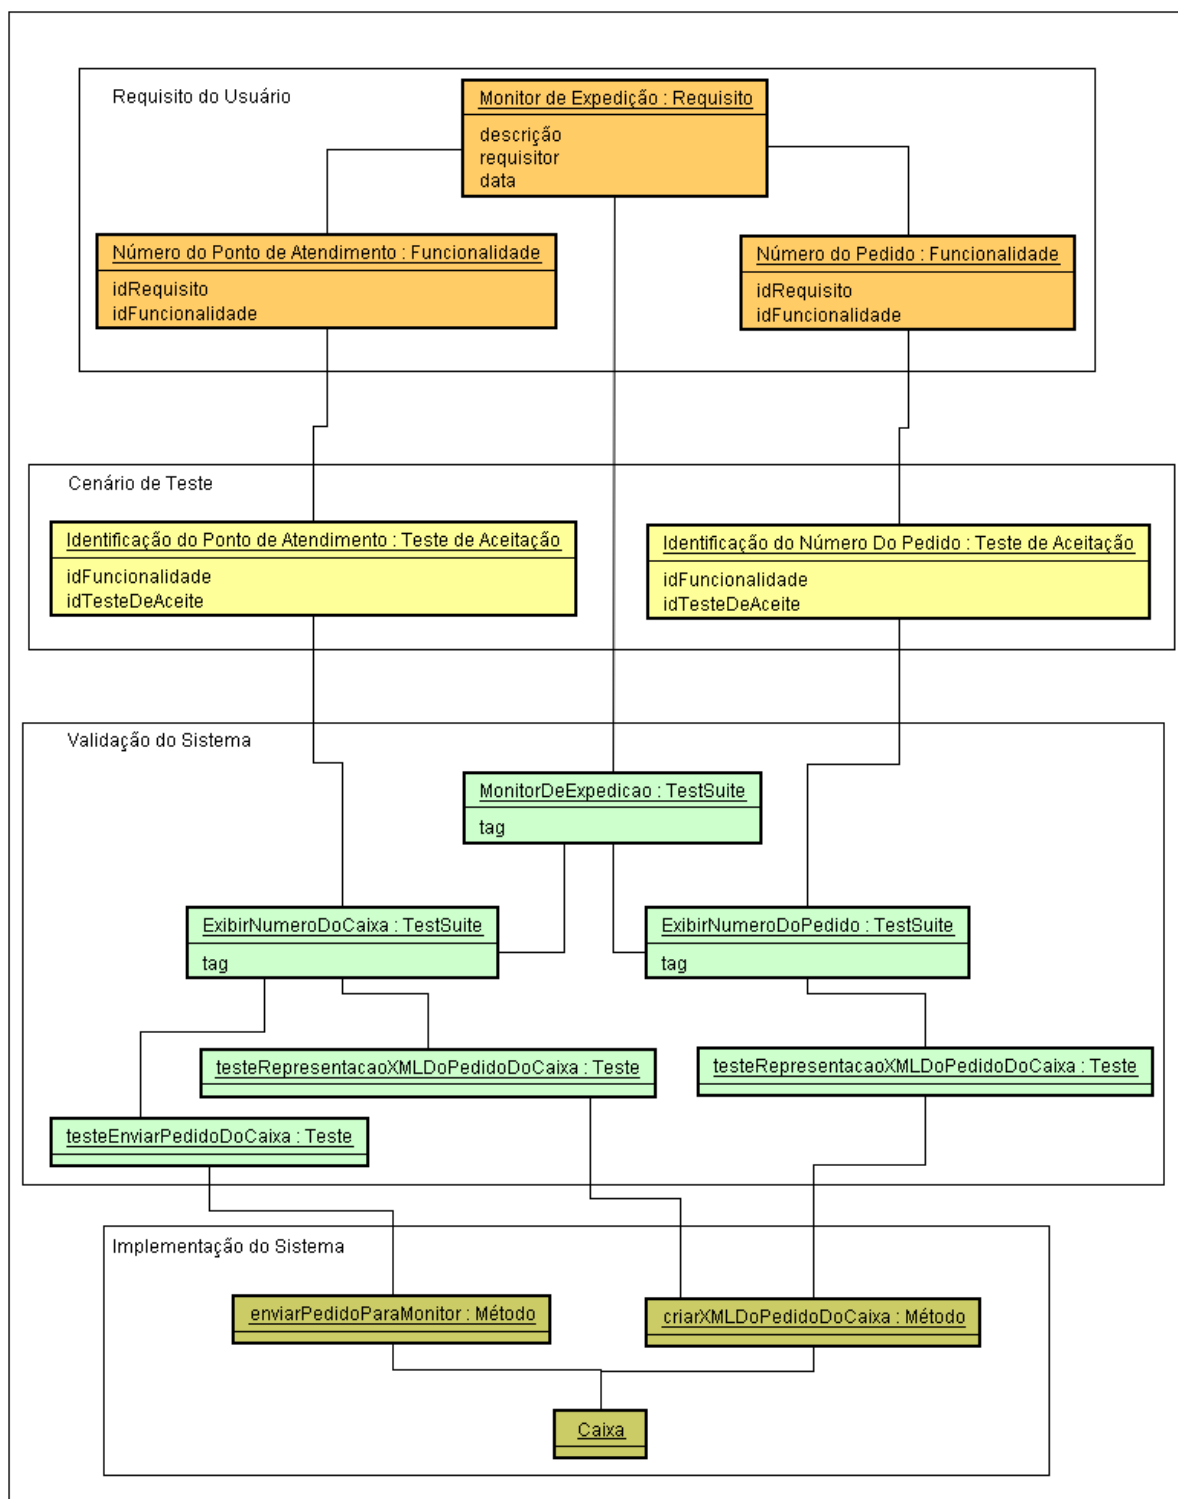 Requisito do Usuário
Monitor de Expedição : Requisito
descrição
requisitor
data
Número do Ponto de Atendimento : Funcionalidade
idRequisito
idFuncionalidade
Número do Pedido : Funcionalidade
idRequisito
idFuncionalidade
Cenário de Teste
Identificação do Ponto de Atendimento : Teste de Aceitação
idFuncionalidade
idTesteDeAceite
Identificação do Número Do Pedido : Teste de Aceitação
idFuncionalidade
idTesteDeAceite
Validação do Sistema
MonitorDeExpedicao : TestSuite
tag
ExibirNumeroDoCaixa : TestSuite
tag
ExibirNumeroDoPedido : TestSuite
tag
testeRepresentacaoXMLDoPedidoDoCaixa : Teste
testeRepresentacaoXMLDoPedidoDoCaixa : Teste
testeEnviarPedidoDoCaixa : Teste
Implementação do Sistema
enviarPedidoParaMonitor : Método
criarXMLDoPedidoDoCaixa : Método
Caixa